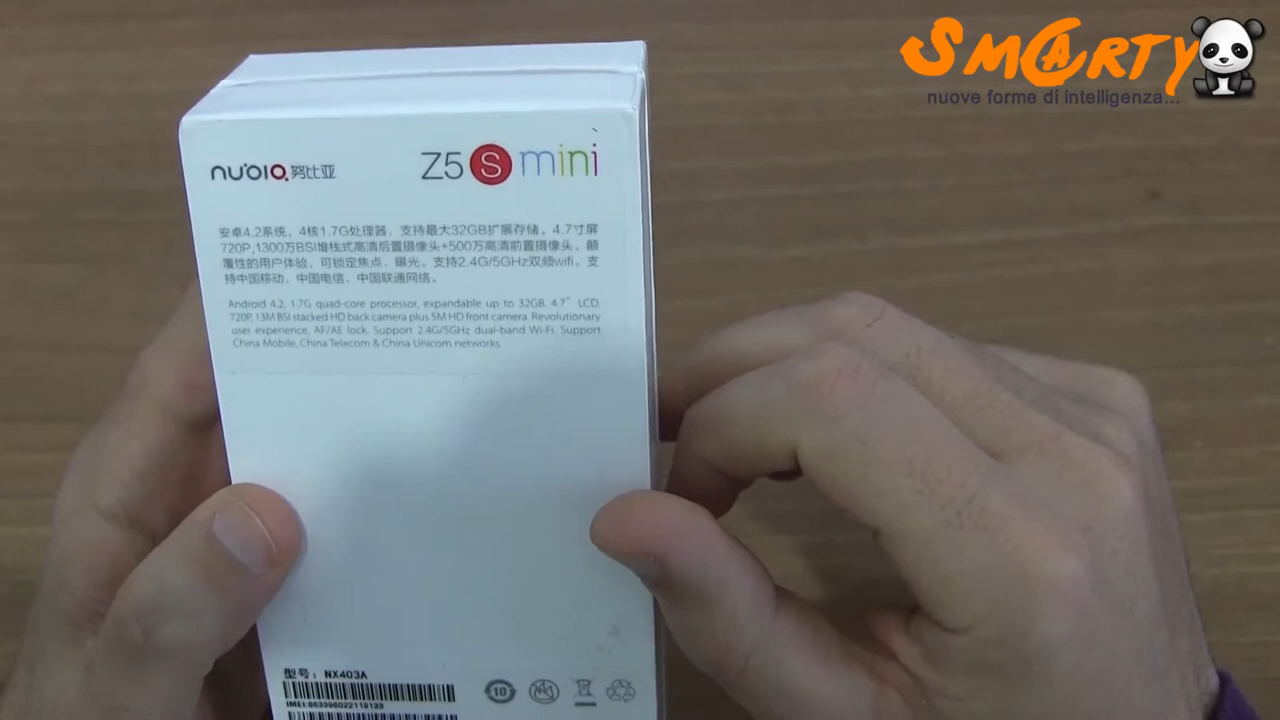 SM@RTY
nuove forme di intelligenza...
nubia 努比亚
Z5 S mini
安卓4.2系统，4核1.7G处理器，支持最大32GB扩展存储。4.7寸屏
720P,1300万BSI堆栈式高清后置摄像头+500万高清前置摄像头。颠
覆性的用户体验，可锁定焦点、曝光。支持2.4G/5GHz双频wifi。支
持中国移动、中国电信、中国联通网络。
Android 4.2, 1.7G quad-core processor, expandable up to 32GB. 4.7" LCD,
720P, 13M BSI stacked HD back camera plus 5M HD front camera. Revolutionary
user experience, AF/AE lock. Support 2.4G/5GHz dual-band Wi-Fi. Support
China Mobile, China Telecom & China Unicom networks.
型号：NX403A
IMEI:863396022119133
10